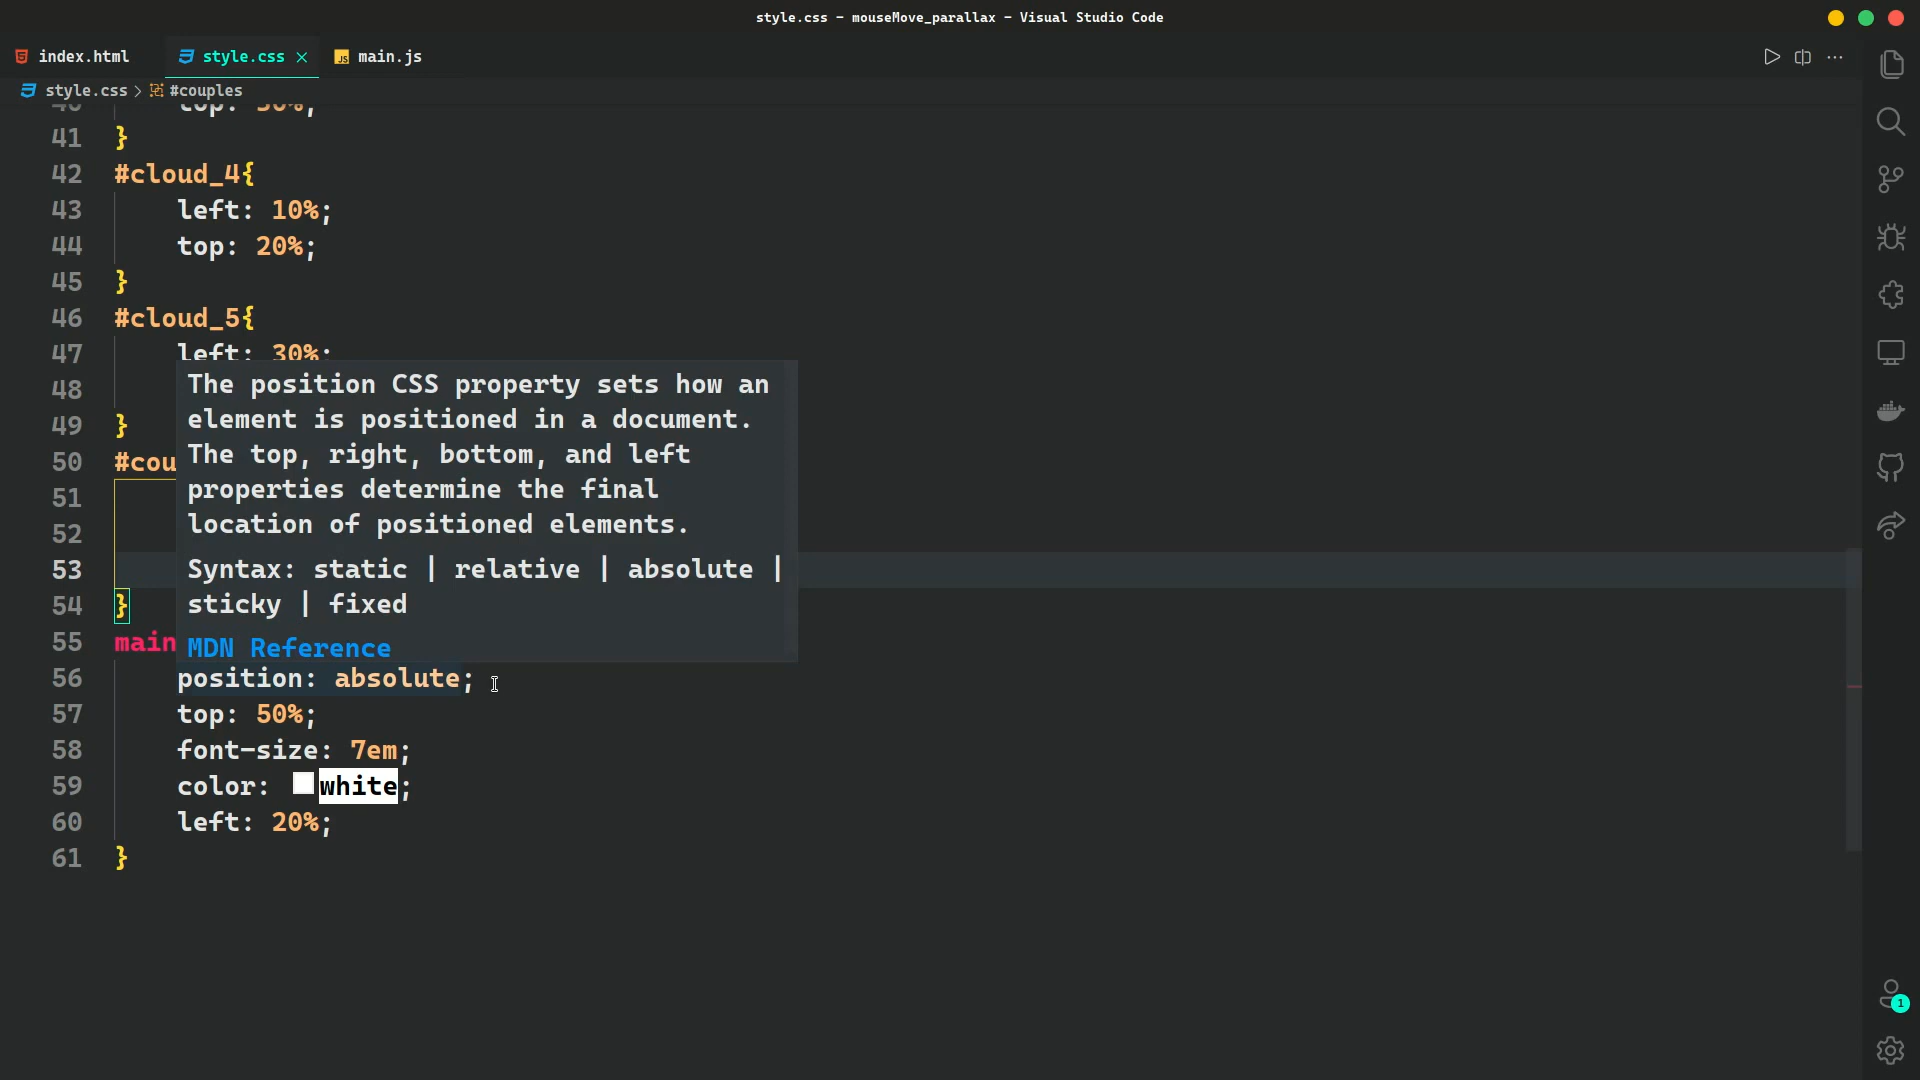 style.css - mouseMove_parallax - Visual Studio Code
index.html
style.css
main.js
style.css > #couples
40 top: 30%;
41 }
42 #cloud_4{
43 left: 10%;
44 top: 20%;
45 }
46 #cloud_5{
47 left: 30%;
48
49 }
50 #cou
51
52
53
54 }
55 main
The position CSS property sets how an
element is positioned in a document.
The top, right, bottom, and left
properties determine the final
location of positioned elements.
Syntax: static | relative | absolute |
sticky | fixed
MDN Reference
56 position: absolute;
57 top: 50%;
58 font-size: 7em;
59 color: white;
60 left: 20%;
61 }
1